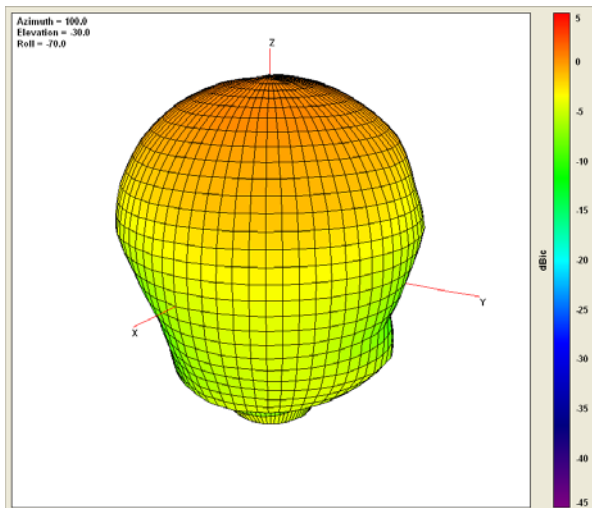 Azimuth = 100.0
Elevation = -30.0
Roll = -70.0
Z
X
Y
5
0
-5
-10
-15
-20
-25
-30
-35
-40
-45
dBic